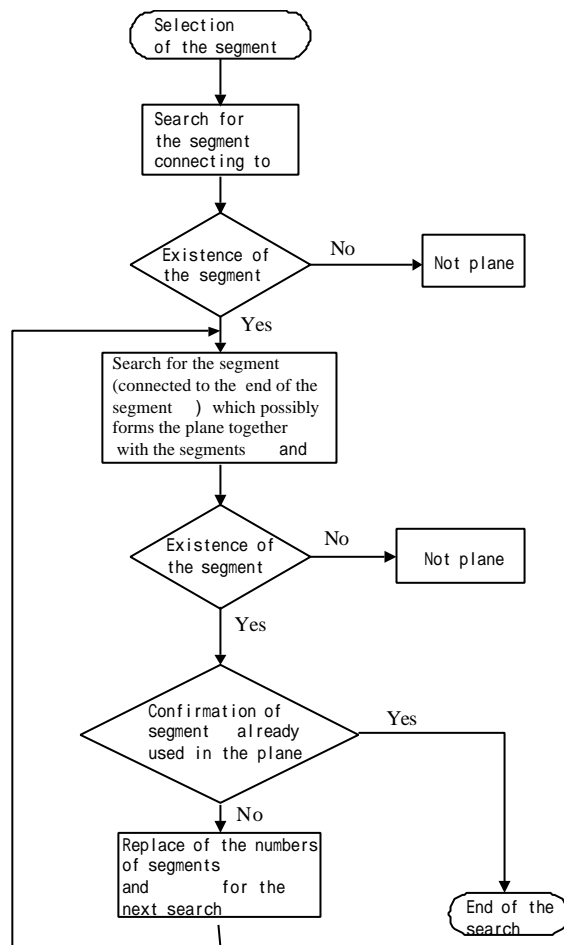 Selection
of the segment
Search for
the segment
connecting to
Existence of
the segment
No
Not plane
Yes
Search for the segment
(connected to the end of the
segment ) which possibly
forms the plane together
with the segments and
Existence of
the segment
No
Not plane
Yes
Confirmation of
segment already
used in the plane
Yes
No
Replace of the numbers
of segments
and for the
next search
End of the
search